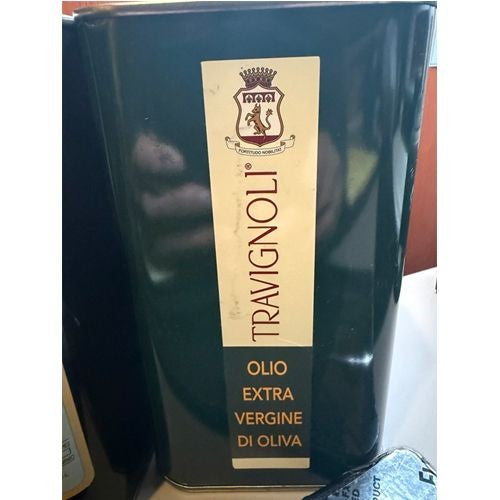 FORTITUDO NOBILITAT
TRAVIGNOLI®
OLIO
EXTRA
VERGINE
DI OLIVA